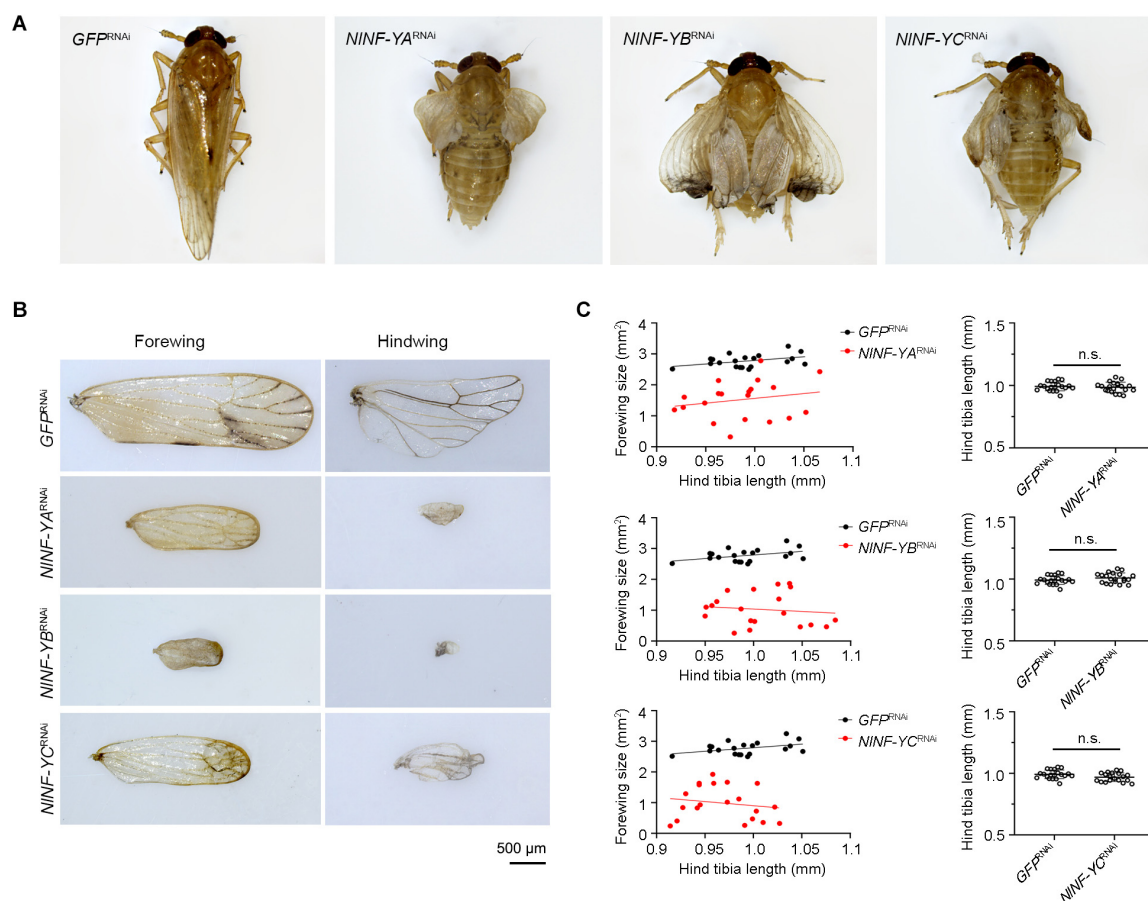 A
GFPRNAi
NlNF-YARNAi
NlNF-YBRNAi
NlNF-YCRNAi
B
Forewing
Hindwing
GFPRNAi
NlNF-YARNAi
NlNF-YBRNAi
NlNF-YCRNAi
500 µm
C
Forewing size (mm2)
4
3
2
1
0
0.9
0.95
1.0
1.05
1.1
Hind tibia length (mm)
GFPRNAi
NlNF-YARNAi
Hind tibia length (mm)
1.5
1.0
0.5
n.s.
GFPRNAi
NlNF-YARNAi
Forewing size (mm2)
4
3
2
1
0
0.9
0.95
1.0
1.05
1.1
Hind tibia length (mm)
GFPRNAi
NlNF-YBRNAi
Hind tibia length (mm)
1.5
1.0
0.5
n.s.
GFPRNAi
NlNF-YBRNAi
Forewing size (mm2)
4
3
2
1
0
0.9
0.95
1.0
1.05
1.1
Hind tibia length (mm)
GFPRNAi
NlNF-YCRNAi
Hind tibia length (mm)
1.5
1.0
0.5
n.s.
GFPRNAi
NlNF-YCRNAi